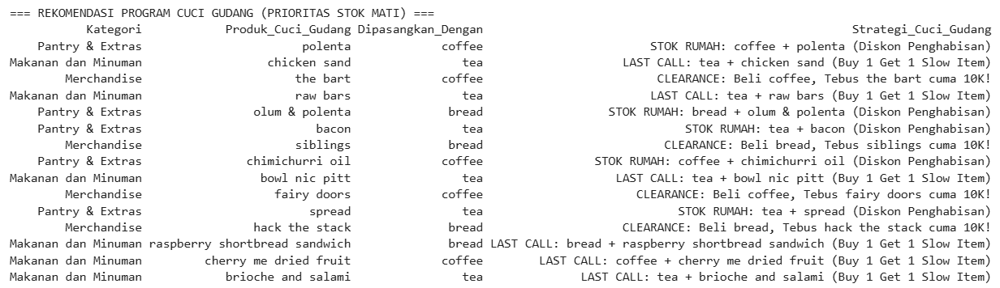 === REKOMENDASI PROGRAM CUCI GUDANG (PRIORITAS STOK MATI) ===
Kategori Produk_Cuci_Gudang Dipasangkan_Dengan Strategi_Cuci_Gudang
Pantry & Extras polenta coffee STOK RUMAH: coffee + polenta (Diskon Penghabisan)
Makanan dan Minuman chicken sand tea LAST CALL: tea + chicken sand (Buy 1 Get 1 Slow Item)
Merchandise the bart coffee CLEARANCE: Beli coffee, Tebus the bart cuma 10K!
Makanan dan Minuman raw bars tea LAST CALL: tea + raw bars (Buy 1 Get 1 Slow Item)
Pantry & Extras olum & polenta bread STOK RUMAH: bread + olum & polenta (Diskon Penghabisan)
Pantry & Extras bacon tea STOK RUMAH: tea + bacon (Diskon Penghabisan)
Merchandise siblings bread CLEARANCE: Beli bread, Tebus siblings cuma 10K!
Pantry & Extras chimichurri oil coffee STOK RUMAH: coffee + chimichurri oil (Diskon Penghabisan)
Makanan dan Minuman bowl nic pitt tea LAST CALL: tea + bowl nic pitt (Buy 1 Get 1 Slow Item)
Merchandise fairy doors coffee CLEARANCE: Beli coffee, Tebus fairy doors cuma 10K!
Pantry & Extras spread tea STOK RUMAH: tea + spread (Diskon Penghabisan)
Merchandise hack the stack bread CLEARANCE: Beli bread, Tebus hack the stack cuma 10K!
Makanan dan Minuman raspberry shortbread sandwich bread LAST CALL: bread + raspberry shortbread sandwich (Buy 1 Get 1 Slow Item)
Makanan dan Minuman cherry me dried fruit coffee LAST CALL: coffee + cherry me dried fruit (Buy 1 Get 1 Slow Item)
Makanan dan Minuman brioche and salami tea LAST CALL: tea + brioche and salami (Buy 1 Get 1 Slow Item)